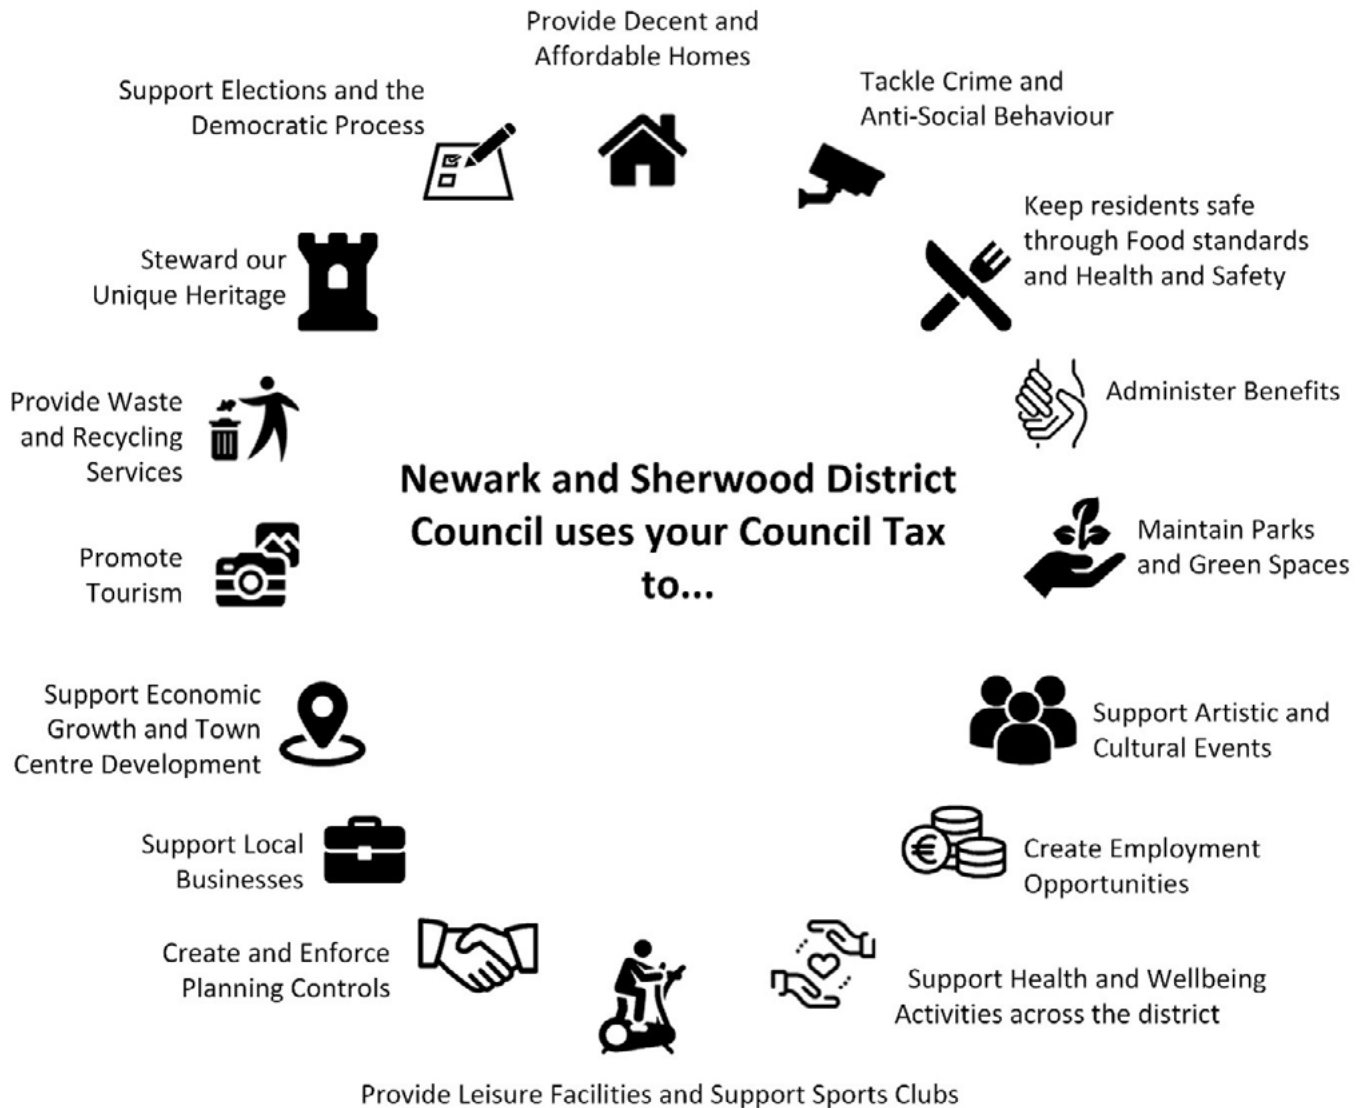 Provide Decent and
Affordable Homes
Support Elections and the
Democratic Process
Tackle Crime and
Anti-Social Behaviour
Keep residents safe
through Food standards
and Health and Safety
Steward our
Unique Heritage
Provide Waste
and Recycling
Services
Administer Benefits
Newark and Sherwood District
Council uses your Council Tax
to...
Promote
Tourism
Maintain Parks
and Green Spaces
Support Economic
Growth and Town
Centre Development
Support Artistic and
Cultural Events
Support Local
Businesses
€
Create Employment
Opportunities
Create and Enforce
Planning Controls
Support Health and Wellbeing
Activities across the district
Provide Leisure Facilities and Support Sports Clubs